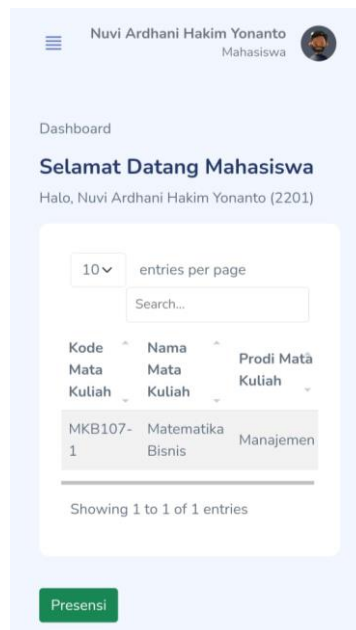 Nuvi Ardhani Hakim Yonanto
Mahasiswa
Dashboard
Selamat Datang Mahasiswa
Halo, Nuvi Ardhani Hakim Yonanto (2201)
10 entries per page
Search...
Kode Mata Kuliah
Nama Mata Kuliah
Prodi Mata Kuliah
MKB107-1
Matematika Bisnis
Manajemen
Showing 1 to 1 of 1 entries
Presensi